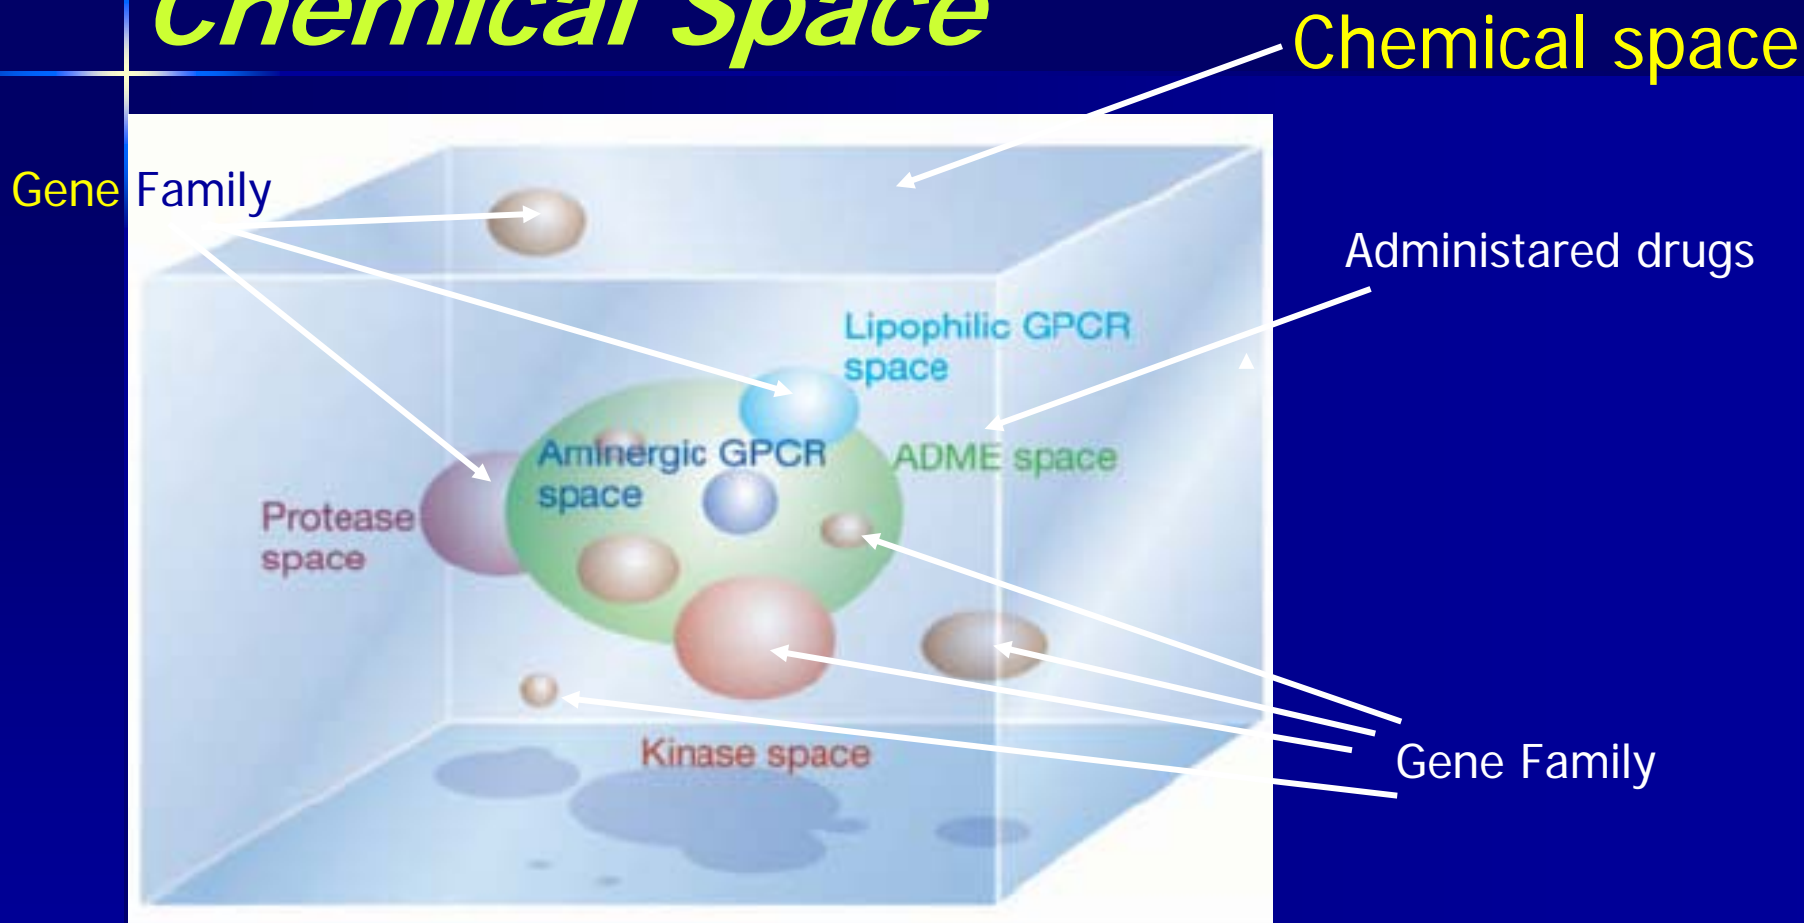 Chemical Space
Chemical space
Gene Family
Administared drugs
Lipophilic GPCR
space
Aminergic GPCR
space
ADME space
Protease
space
Kinase space
Gene Family